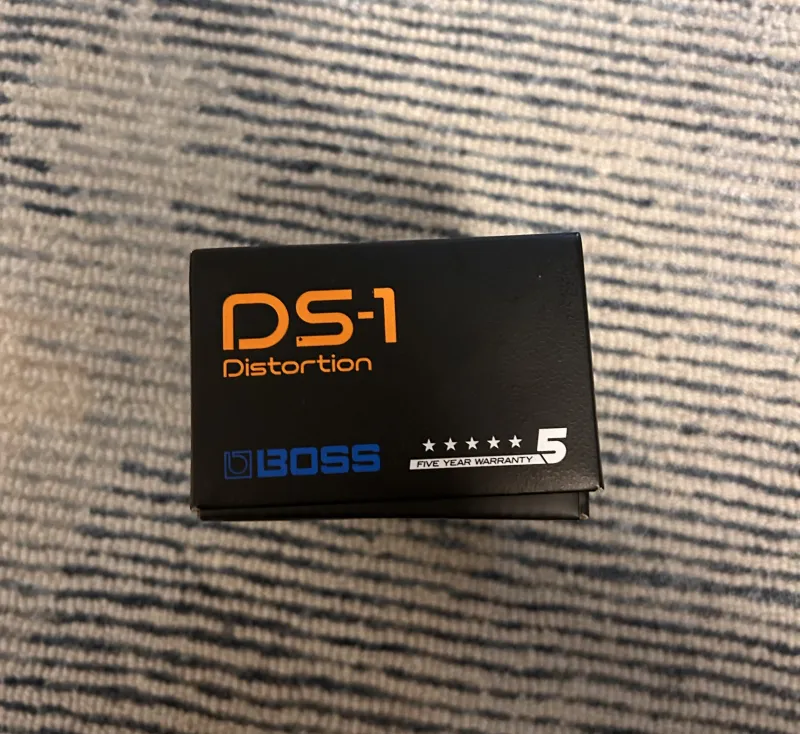 DS-1
Distortion
BOSS
★★★★★ 5
FIVE YEAR WARRANTY